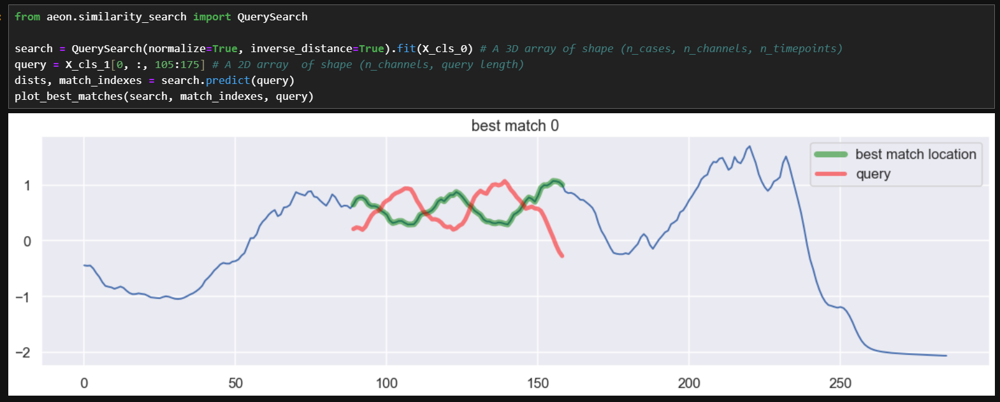 from aeon.similarity_search import QuerySearch
search = QuerySearch(normalize=True, inverse_distance=True).fit(X_cls_0) # A 3D array of shape (n_cases, n_channels, n_timepoints)
query = X_cls_1[0, :, 105:175] # A 2D array  of shape (n_channels, query length)
dists, match_indexes = search.predict(query)
plot_best_matches(search, match_indexes, query)
best match 0
best match location
query
1
0
−1
−2
0 50 100 150 200 250